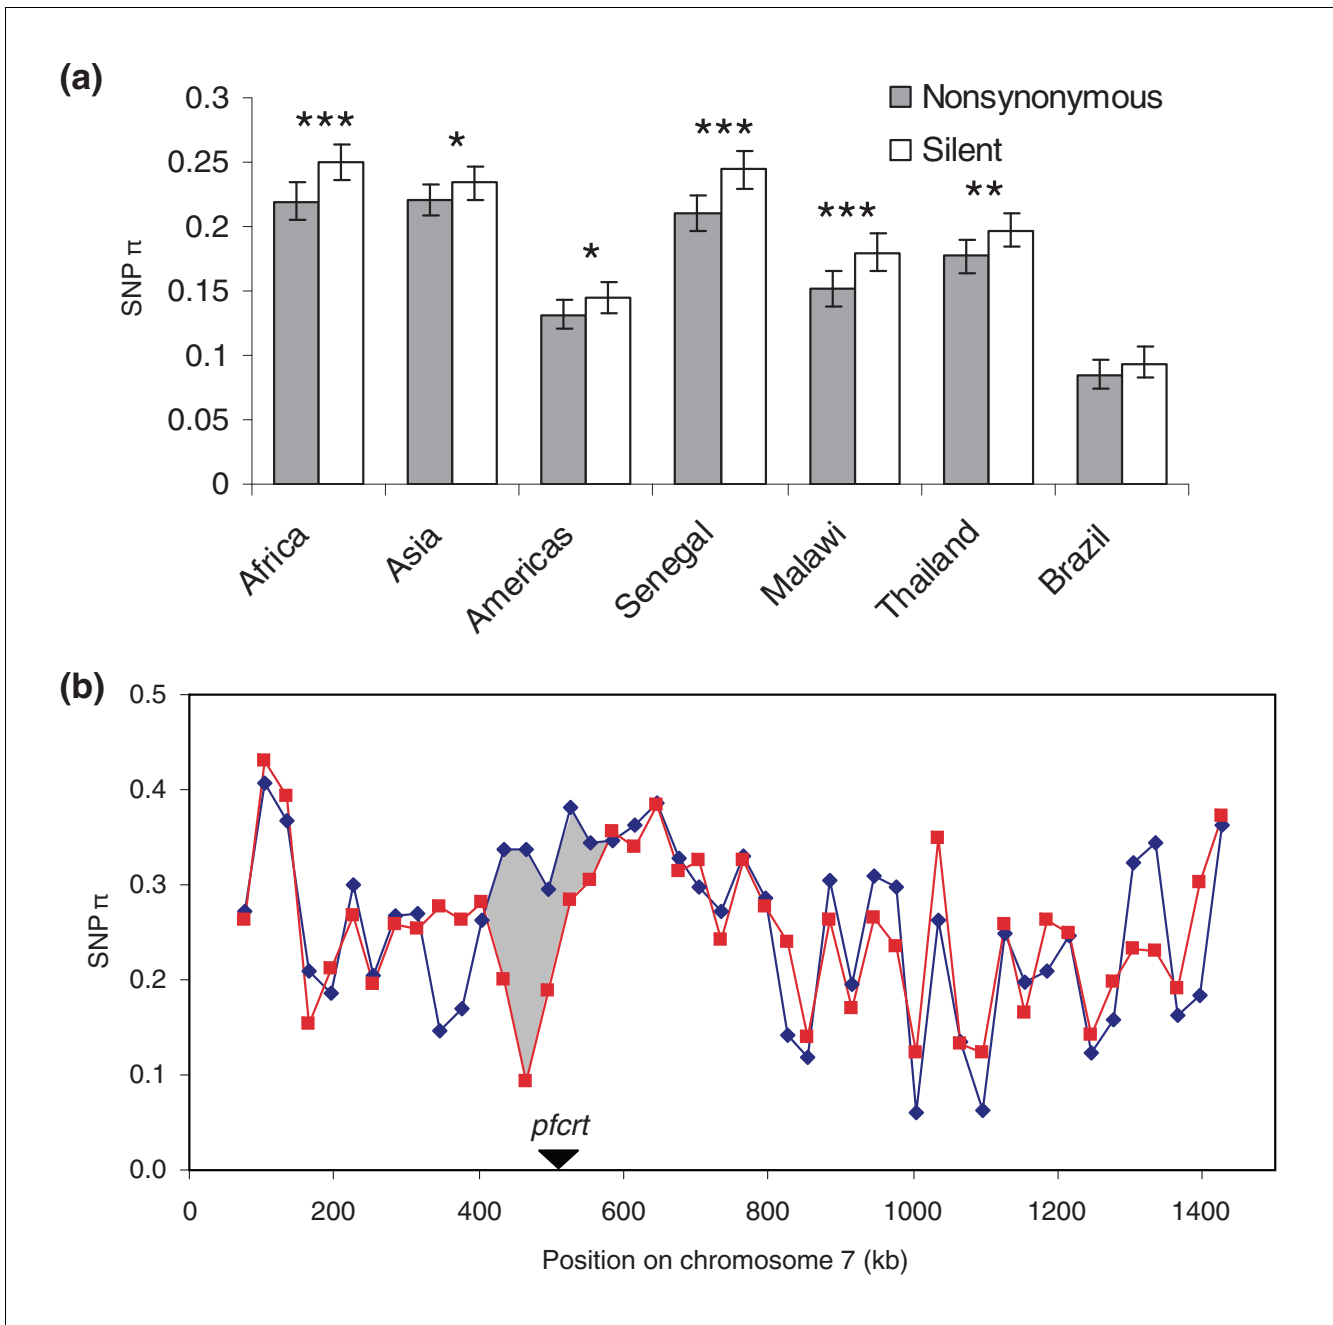 (a)
0.3
0.25
0.2
0.15
0.1
0.05
0
SNP π
Nonsynonymous
Silent
***
*
*
***
***
**
Africa
Asia
Americas
Senegal
Malawi
Thailand
Brazil
(b)
0.5
0.4
0.3
0.2
0.1
0.0
SNP π
pfcrt
0 200 400 600 800 1000 1200 1400
Position on chromosome 7 (kb)